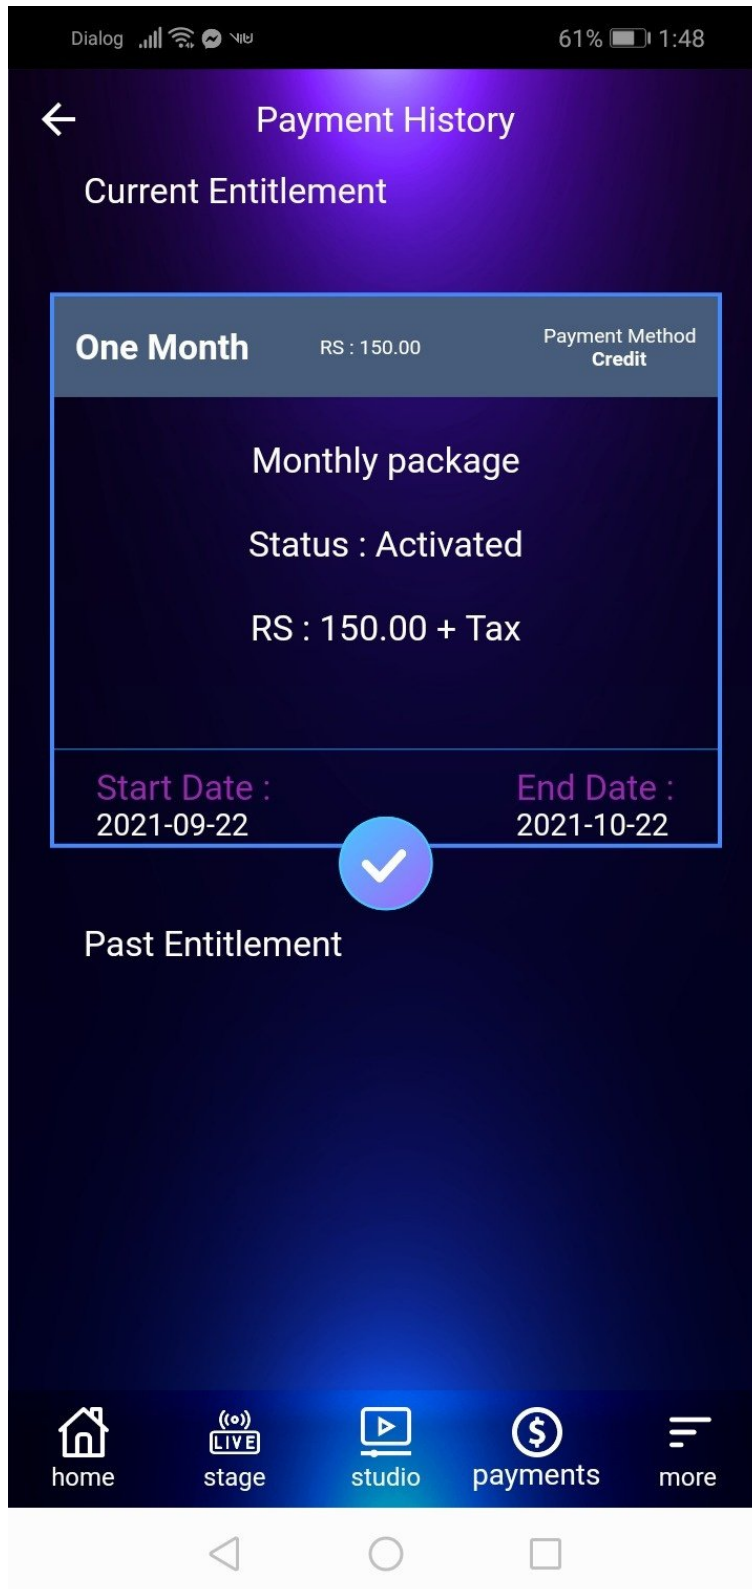 Dialog 61% 1:48
Payment History
Current Entitlement
One Month RS : 150.00 Payment Method
Credit
Monthly package
Status : Activated
RS : 150.00 + Tax
Start Date : End Date :
2021-09-22 2021-10-22
Past Entitlement
((o))
LIVE $
home stage studio payments more